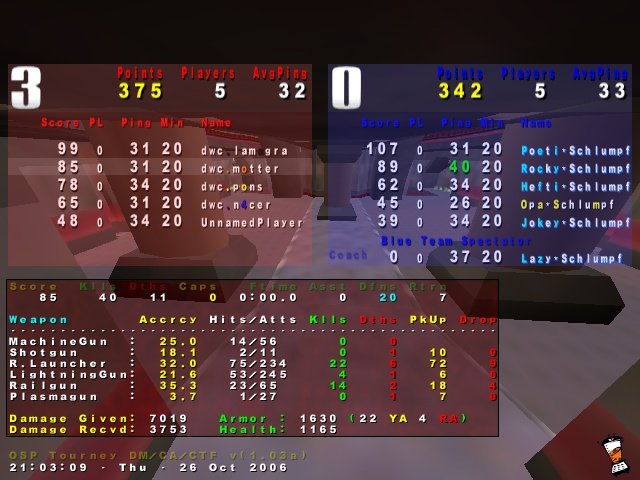 3 Points Players AvgPing
375 5 32
Score PL Ping Min Name
99 0 31 20 dwc.lam gra
85 0 31 20 dwc.motter
78 0 34 20 dwc.pons
65 0 31 20 dwc.n4cer
48 0 34 20 UnnamedPlayer
0 Points Players AvgPing
342 5 33
Score PL Ping Min Name
107 0 31 20 Poeti*Schlumpf
89 0 40 20 Rocky*Schlumpf
62 0 34 20 Hefti*Schlumpf
45 0 26 20 Opa*Schlumpf
39 0 34 20 Jokey*Schlumpf
Blue Team Spectator
Coach 0 0 37 20 Lazy*Schlumpf
Score Klls Dths Caps Ftime Asst Dfns Rtrn
85 40 11 0 0:00.0 0 20 7
Weapon Accrcy Hits/Atts Klls Dths PkUp Drop
MachineGun : 25.0 14/56 0 0
Shotgun : 18.1 2/11 0 1 10 0
R.Launcher : 32.0 75/234 22 6 72 9
LightningGun: 21.6 53/245 4 1 6 0
Railgun : 35.3 23/65 14 2 18 4
Plasmagun : 3.7 1/27 0 1 7 0
Damage Given: 7019 Armor : 1630 (22 YA 4 RA)
Damage Recvd: 3753 Health: 1165
OSP Tourney DM/CA/CTF v(1.03a)
21:03:09 - Thu - 26 Oct 2006